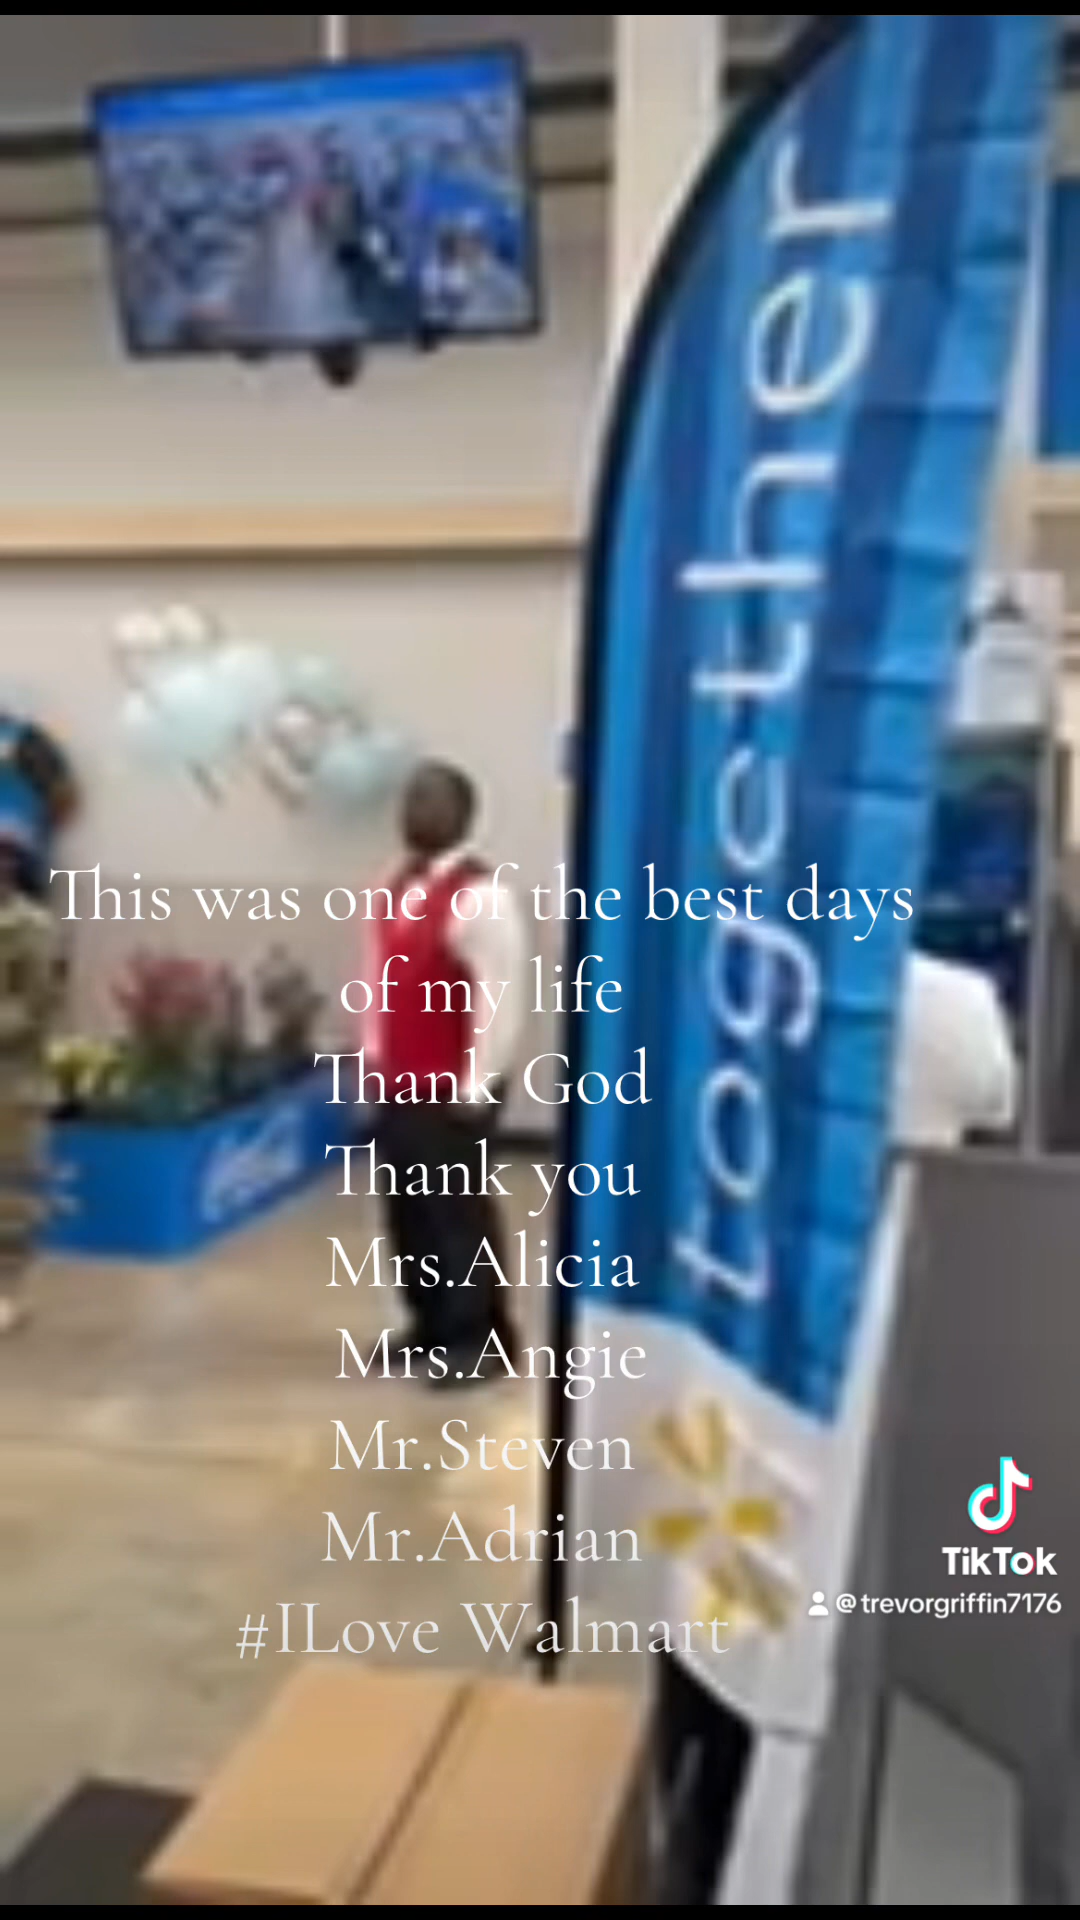 together
This was one of the best days
of my life
Thank God
Thank you
Mrs.Alicia
Mrs.Angie
Mr.Steven
Mr.Adrian
#ILove Walmart
TikTok
@trevorgriffin7176